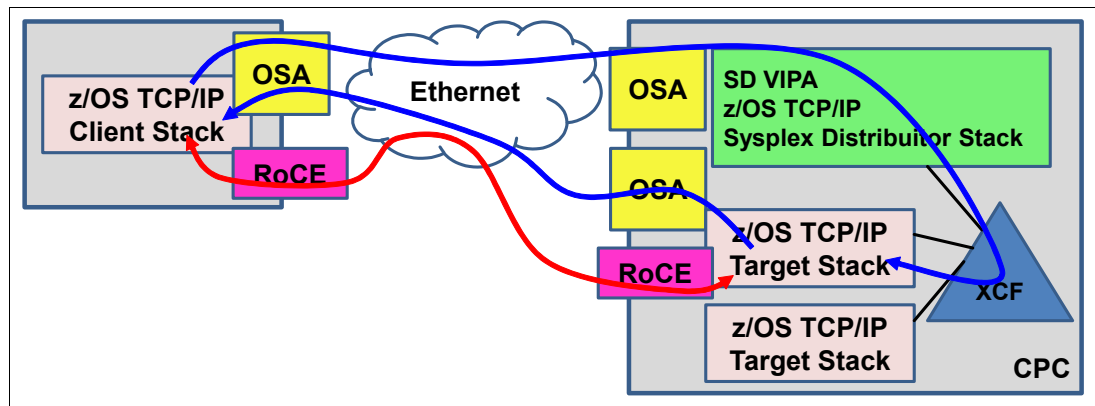 OSA
z/OS TCP/IP
Client Stack
RoCE
Ethernet
OSA
SD VIPA
z/OS TCP/IP
Sysplex Distribuitor Stack
OSA
z/OS TCP/IP
Target Stack
RoCE
XCF
z/OS TCP/IP
Target Stack
CPC